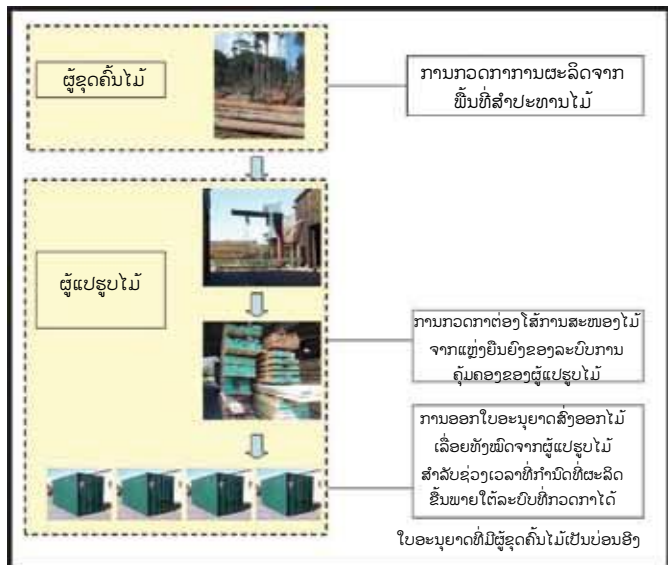 ຜູ້ຂຸດຄົ້ນໄມ້
ການກວດກາການຜະລິດຈາກ
ພື້ນທີ່ສຳປະທານໄມ້
ຜູ້ແປຮູບໄມ້
ການກວດກາຕ່ອງໂສ້ການສະໜອງໄມ້
ຈາກແຫຼ່ງຍືນຍົງຂອງລະບົບການ
ຄຸ້ມຄອງຂອງຜູ້ແປຮູບໄມ້
ການອອກໃບອະນຸຍາດສົ່ງອອກໄມ້
ເລື່ອຍທັງໝົດຈາກຜູ້ແປຮູບໄມ້
ສຳລັບຊ່ວງເວລາທີ່ກຳນົດທີ່ຜະລິດ
ຂຶ້ນພາຍໃຕ້ລະບົບທີ່ກວດກາໄດ້
ໃບອະນຸຍາດທີ່ມີຜູ້ຂຸດຄົ້ນໄມ້ເປັນບ່ອນອີງ